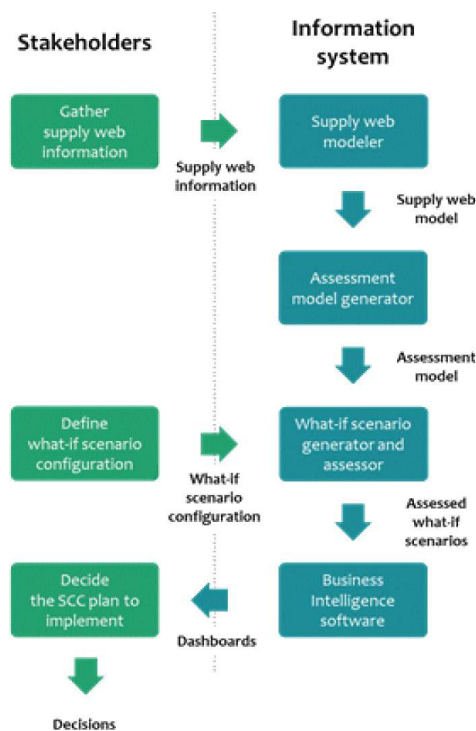 Stakeholders
Information
system
Gather
supply web
information
Supply web
information
Supply web
modeler
Supply web
model
Assessment
model generator
Assessment
model
Define
what-if scenario
configuration
What-if
scenario
configuration
What-if scenario
generator and
assessor
Assessed
what-if
scenarios
Decide
the SCC plan to
implement
Dashboards
Business
Intelligence
software
Decisions